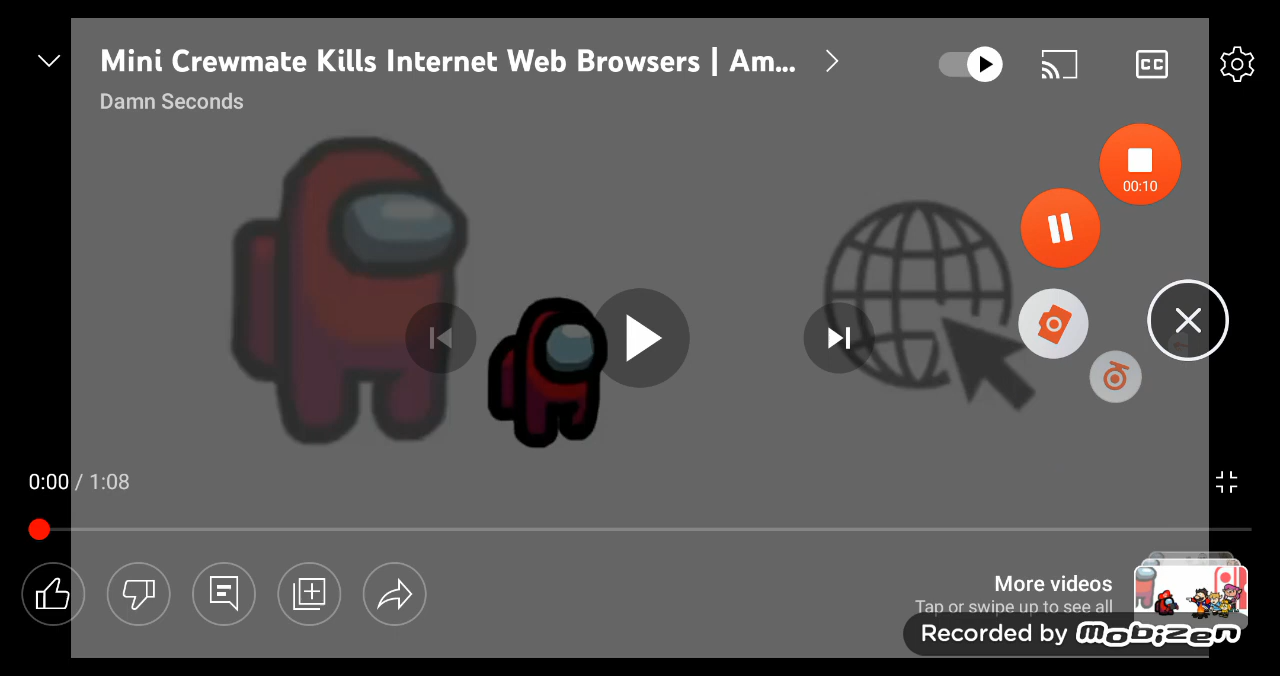 Mini Crewmate Kills Internet Web Browsers | Am...
Damn Seconds
CC
00:10
0:00 / 1:08
More videos
Tap or swipe up to see all
Recorded by Mobizen